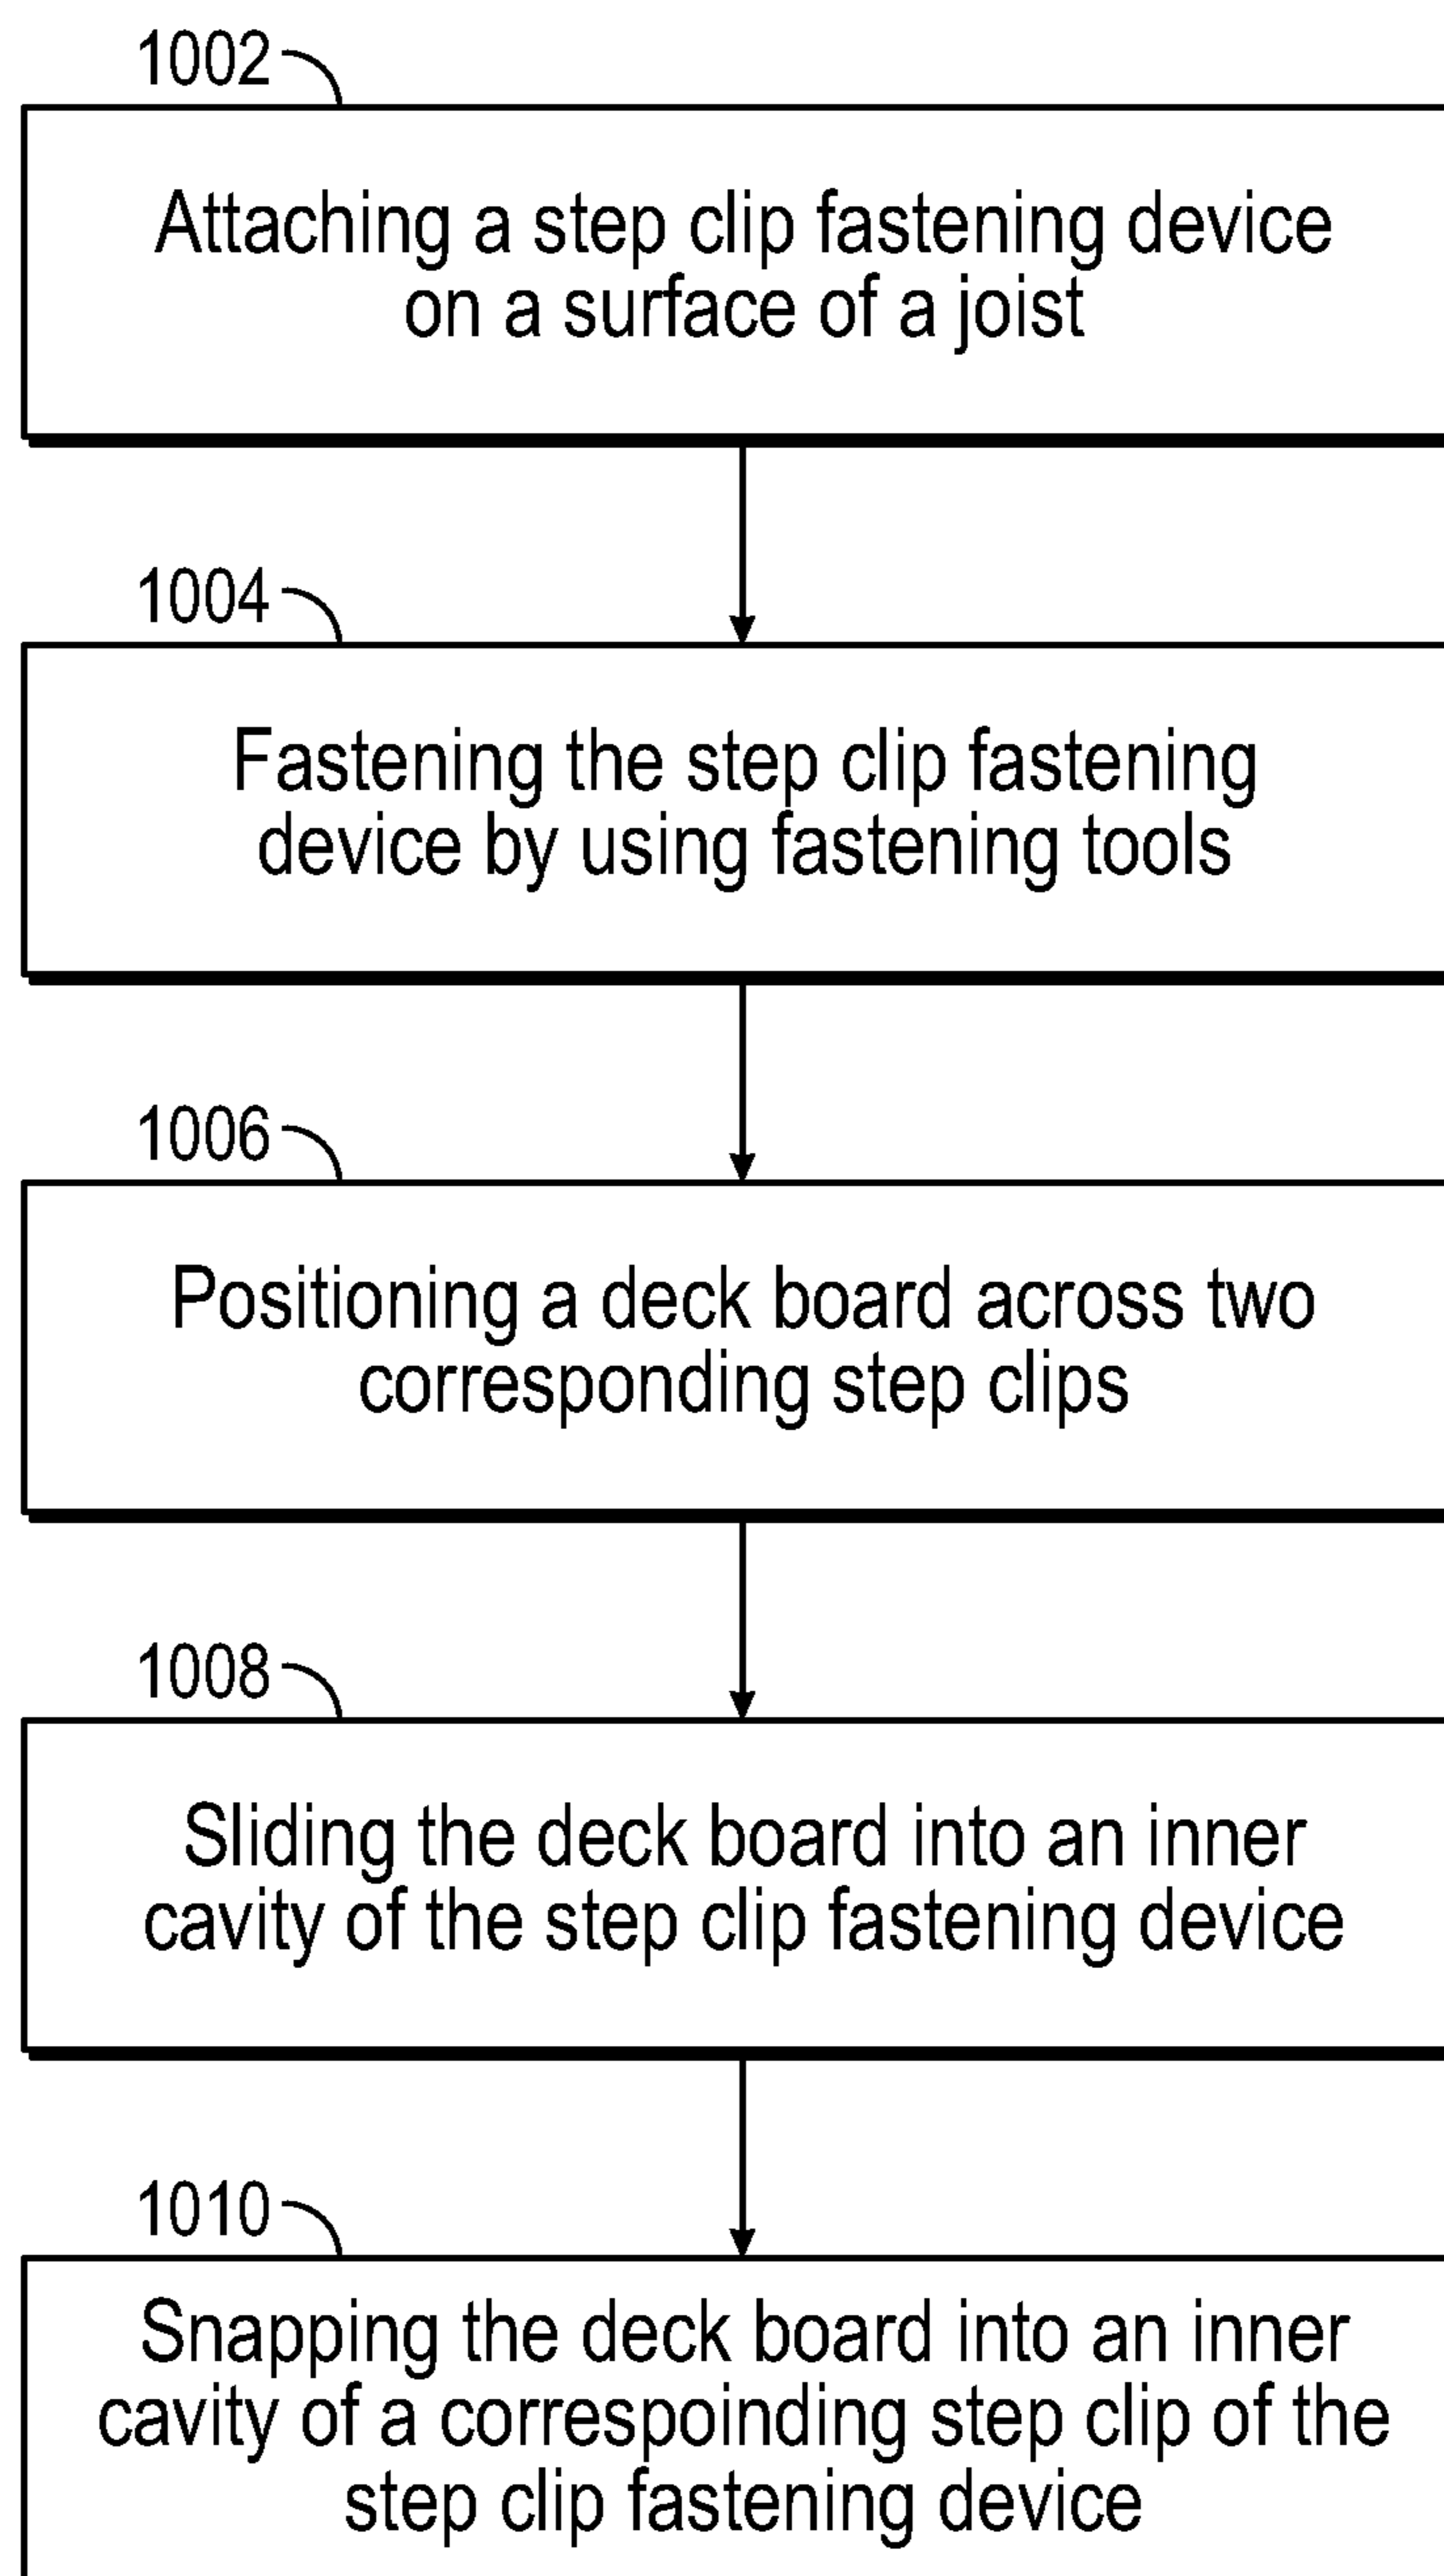 1002
Attaching a step clip fastening device
on a surface of a joist
1004
Fastening the step clip fastening
device by using fastening tools
1006
Positioning a deck board across two
corresponding step clips
1008
Sliding the deck board into an inner
cavity of the step clip fastening device
1010
Snapping the deck board into an inner
cavity of a correspoinding step clip of the
step clip fastening device